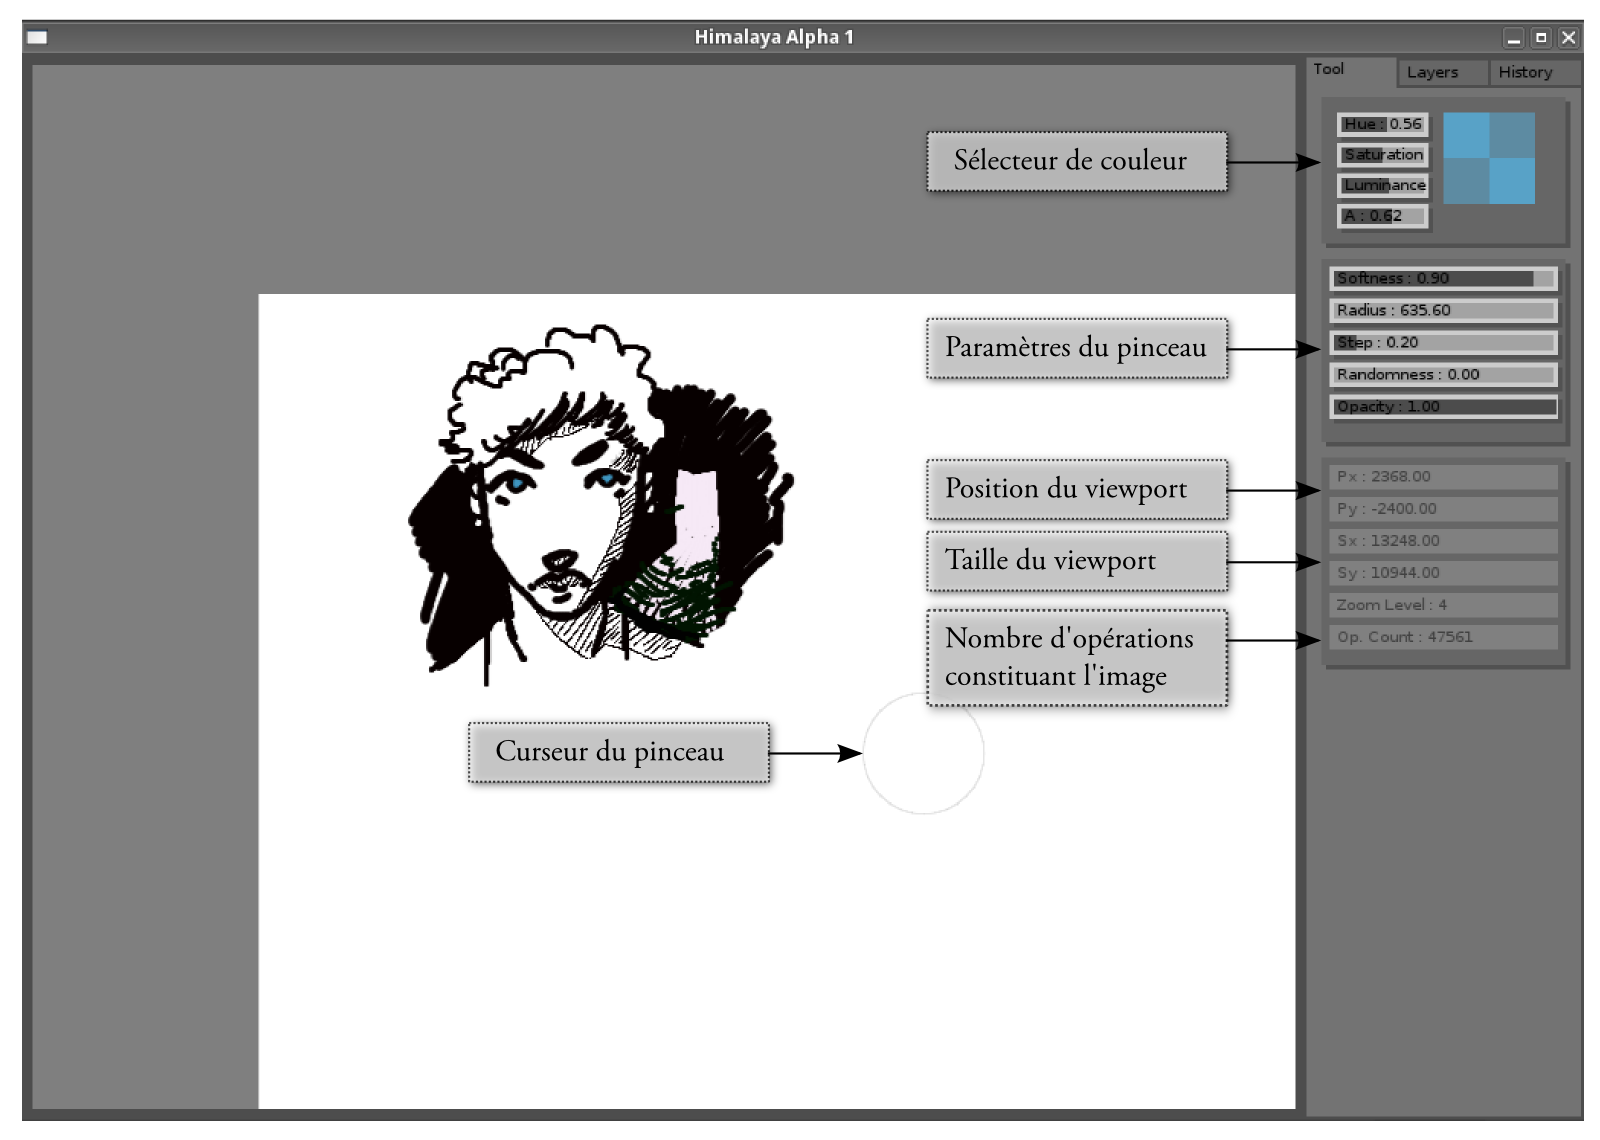 Himalaya Alpha 1
Tool
Layers
History
Sélecteur de couleur
Hue : 0.56
Saturation
Luminance
A : 0.62
Paramètres du pinceau
Softness : 0.90
Radius : 635.60
Step : 0.20
Randomness : 0.00
Opacity : 1.00
Position du viewport
Px : 2368.00
Py : -2400.00
Taille du viewport
Sx : 13248.00
Sy : 10944.00
Zoom Level : 4
Nombre d'opérations
constituant l'image
Op. Count : 47561
Curseur du pinceau